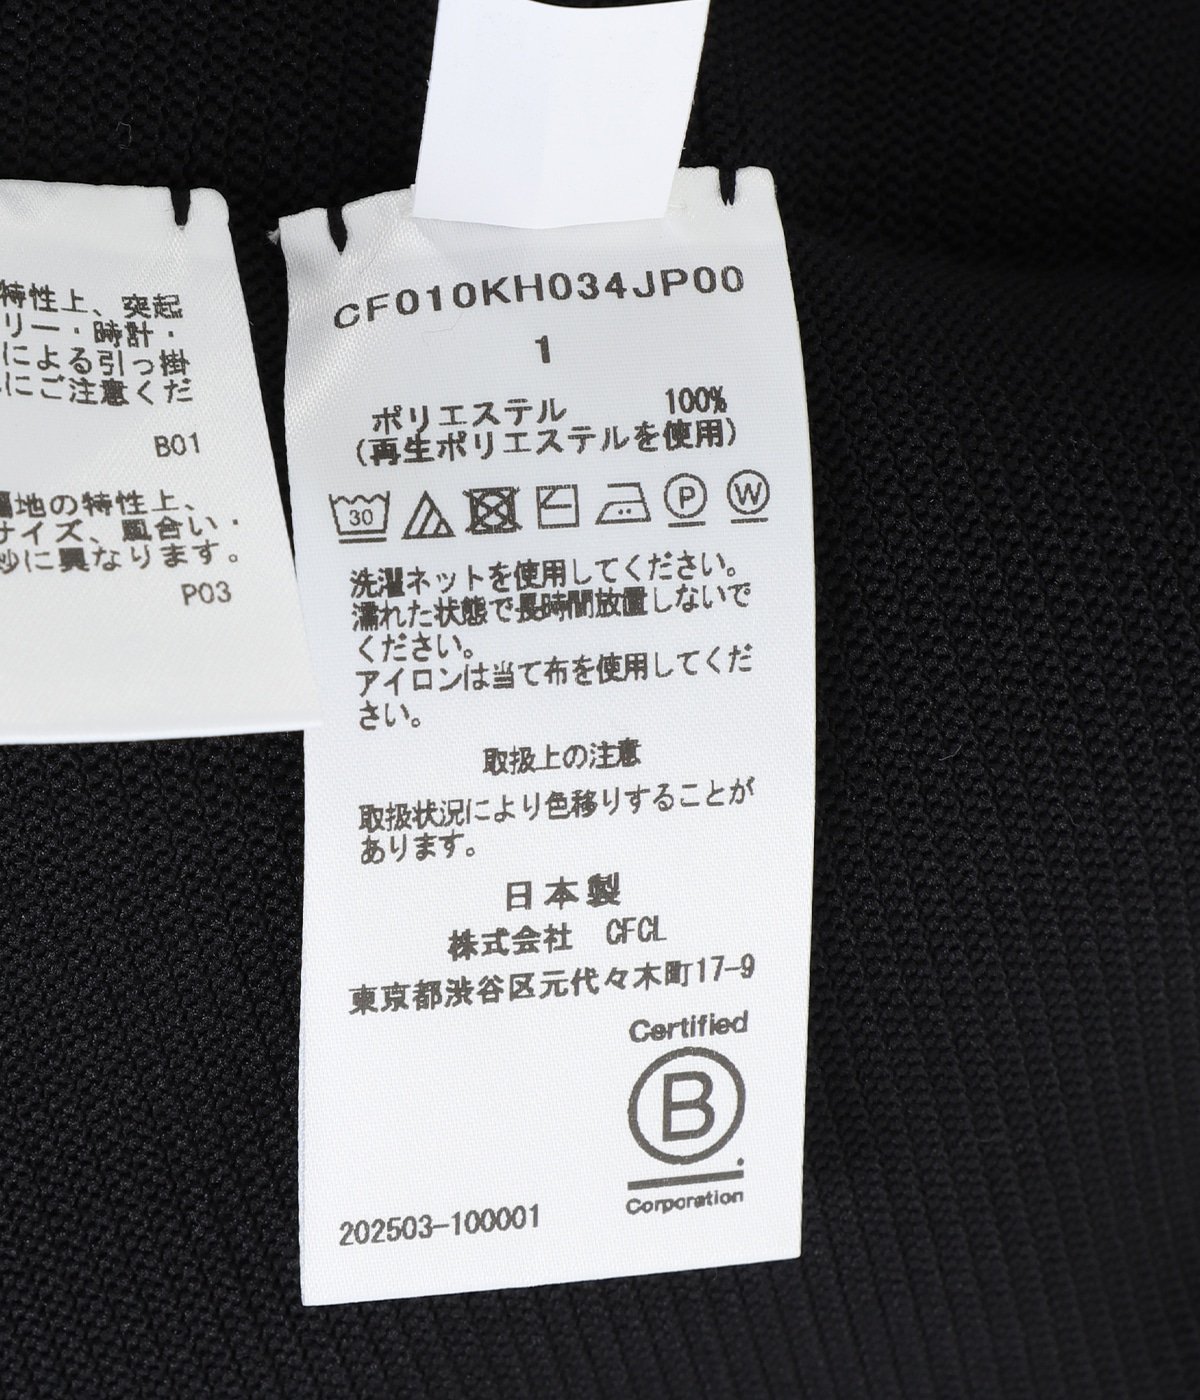 特性上、突起
リー・時計・
による引っ掛
にご注意くだ
B01
地の特性上、
サイズ、風合い・
に異なります。
P03
CF010KH034JP00
1
ポリエステル 100%
(再生ポリエステルを使用)
30
P
W
洗濯ネットを使用してください。
濡れた状態で長時間放置しないで
ください。
アイロンは当て布を使用してくだ
さい。
取扱上の注意
取扱状況により色移りすることが
あります。
日本製
株式会社 CFCL
東京都渋谷区元代々木町17-9
Certified
B
Corporation
202503-100001